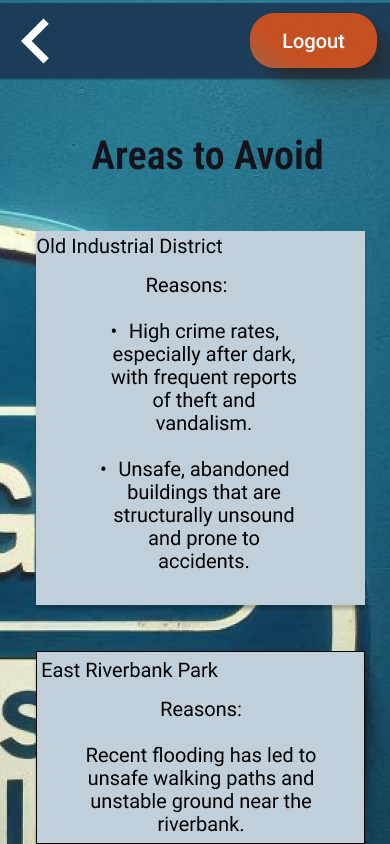 Logout
Areas to Avoid
Old Industrial District
Reasons:
• High crime rates,
especially after dark,
with frequent reports
of theft and
vandalism.
• Unsafe, abandoned
buildings that are
structurally unsound
and prone to
accidents.
East Riverbank Park
Reasons:
Recent flooding has led to
unsafe walking paths and
unstable ground near the
riverbank.